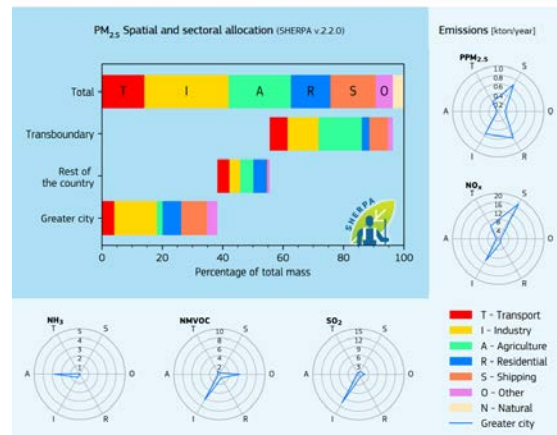 PM2.5 Spatial and sectoral allocation (SHERPA v.2.2.0)
Total
T I A R S O
Transboundary
Rest of
the country
Greater city
SHERPA
0 20 40 60 80 100
Percentage of total mass
Emissions [kton/year]
PPM2.5
T S
1.0
0.8
0.6
0.4
0.2
A O
I R
NOx
T S
20
16
12
8
4
A O
I R
NH3
T S
5
4
3
2
1
A O
I R
NMVOC
T S
10
8
6
4
2
A O
I R
SO2
T S
15
12
9
6
3
A O
I R
T - Transport
I - Industry
A - Agriculture
R - Residential
S - Shipping
O - Other
N - Natural
Greater city